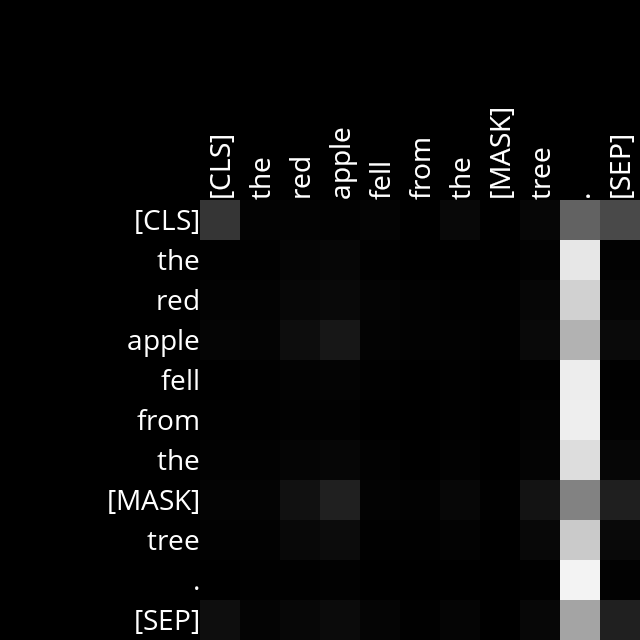 [CLS] the red apple fell from the [MASK] tree . [SEP]
[CLS]
the
red
apple
fell
from
the
[MASK]
tree
.
[SEP]